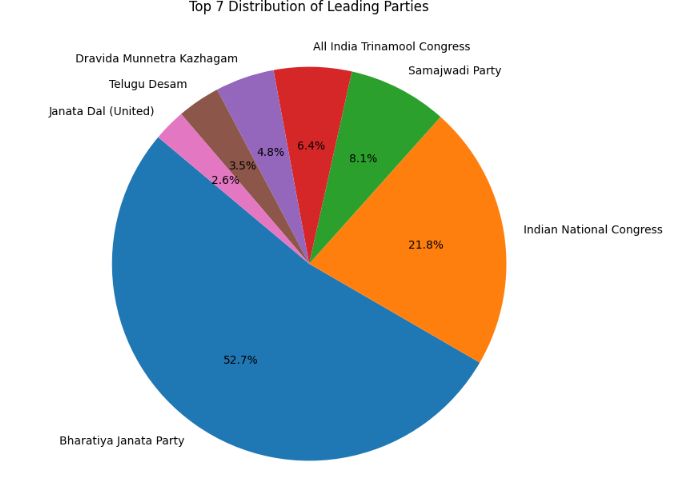 Top 7 Distribution of Leading Parties
All India Trinamool Congress
Dravida Munnetra Kazhagam
Samajwadi Party
Telugu Desam
Janata Dal (United)
6.4%
4.8%
8.1%
3.5%
2.6%
Indian National Congress
21.8%
52.7%
Bharatiya Janata Party